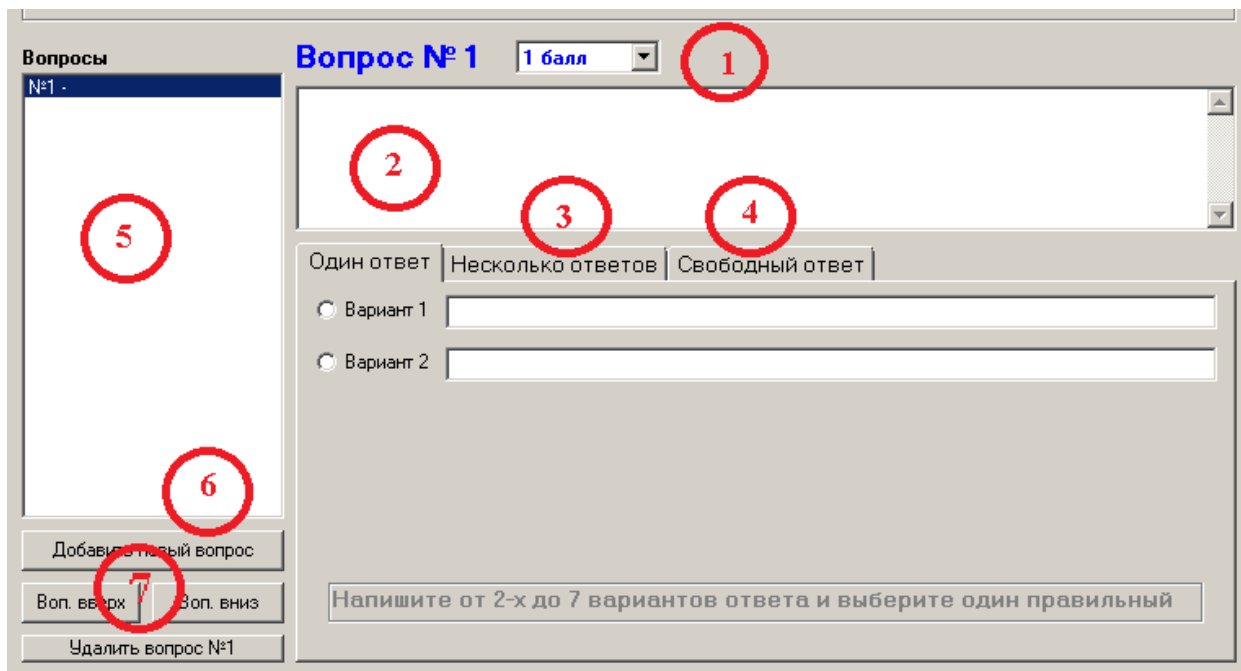 Вопросы
№1 -
5
6
Добавить новый вопрос
7
Воп. вверх
Воп. вниз
Удалить вопрос №1
Вопрос № 1
1 балл
1
2
3
4
Один ответ
Несколько ответов
Свободный ответ
Вариант 1
Вариант 2
Напишите от 2-х до 7 вариантов ответа и выберите один правильный